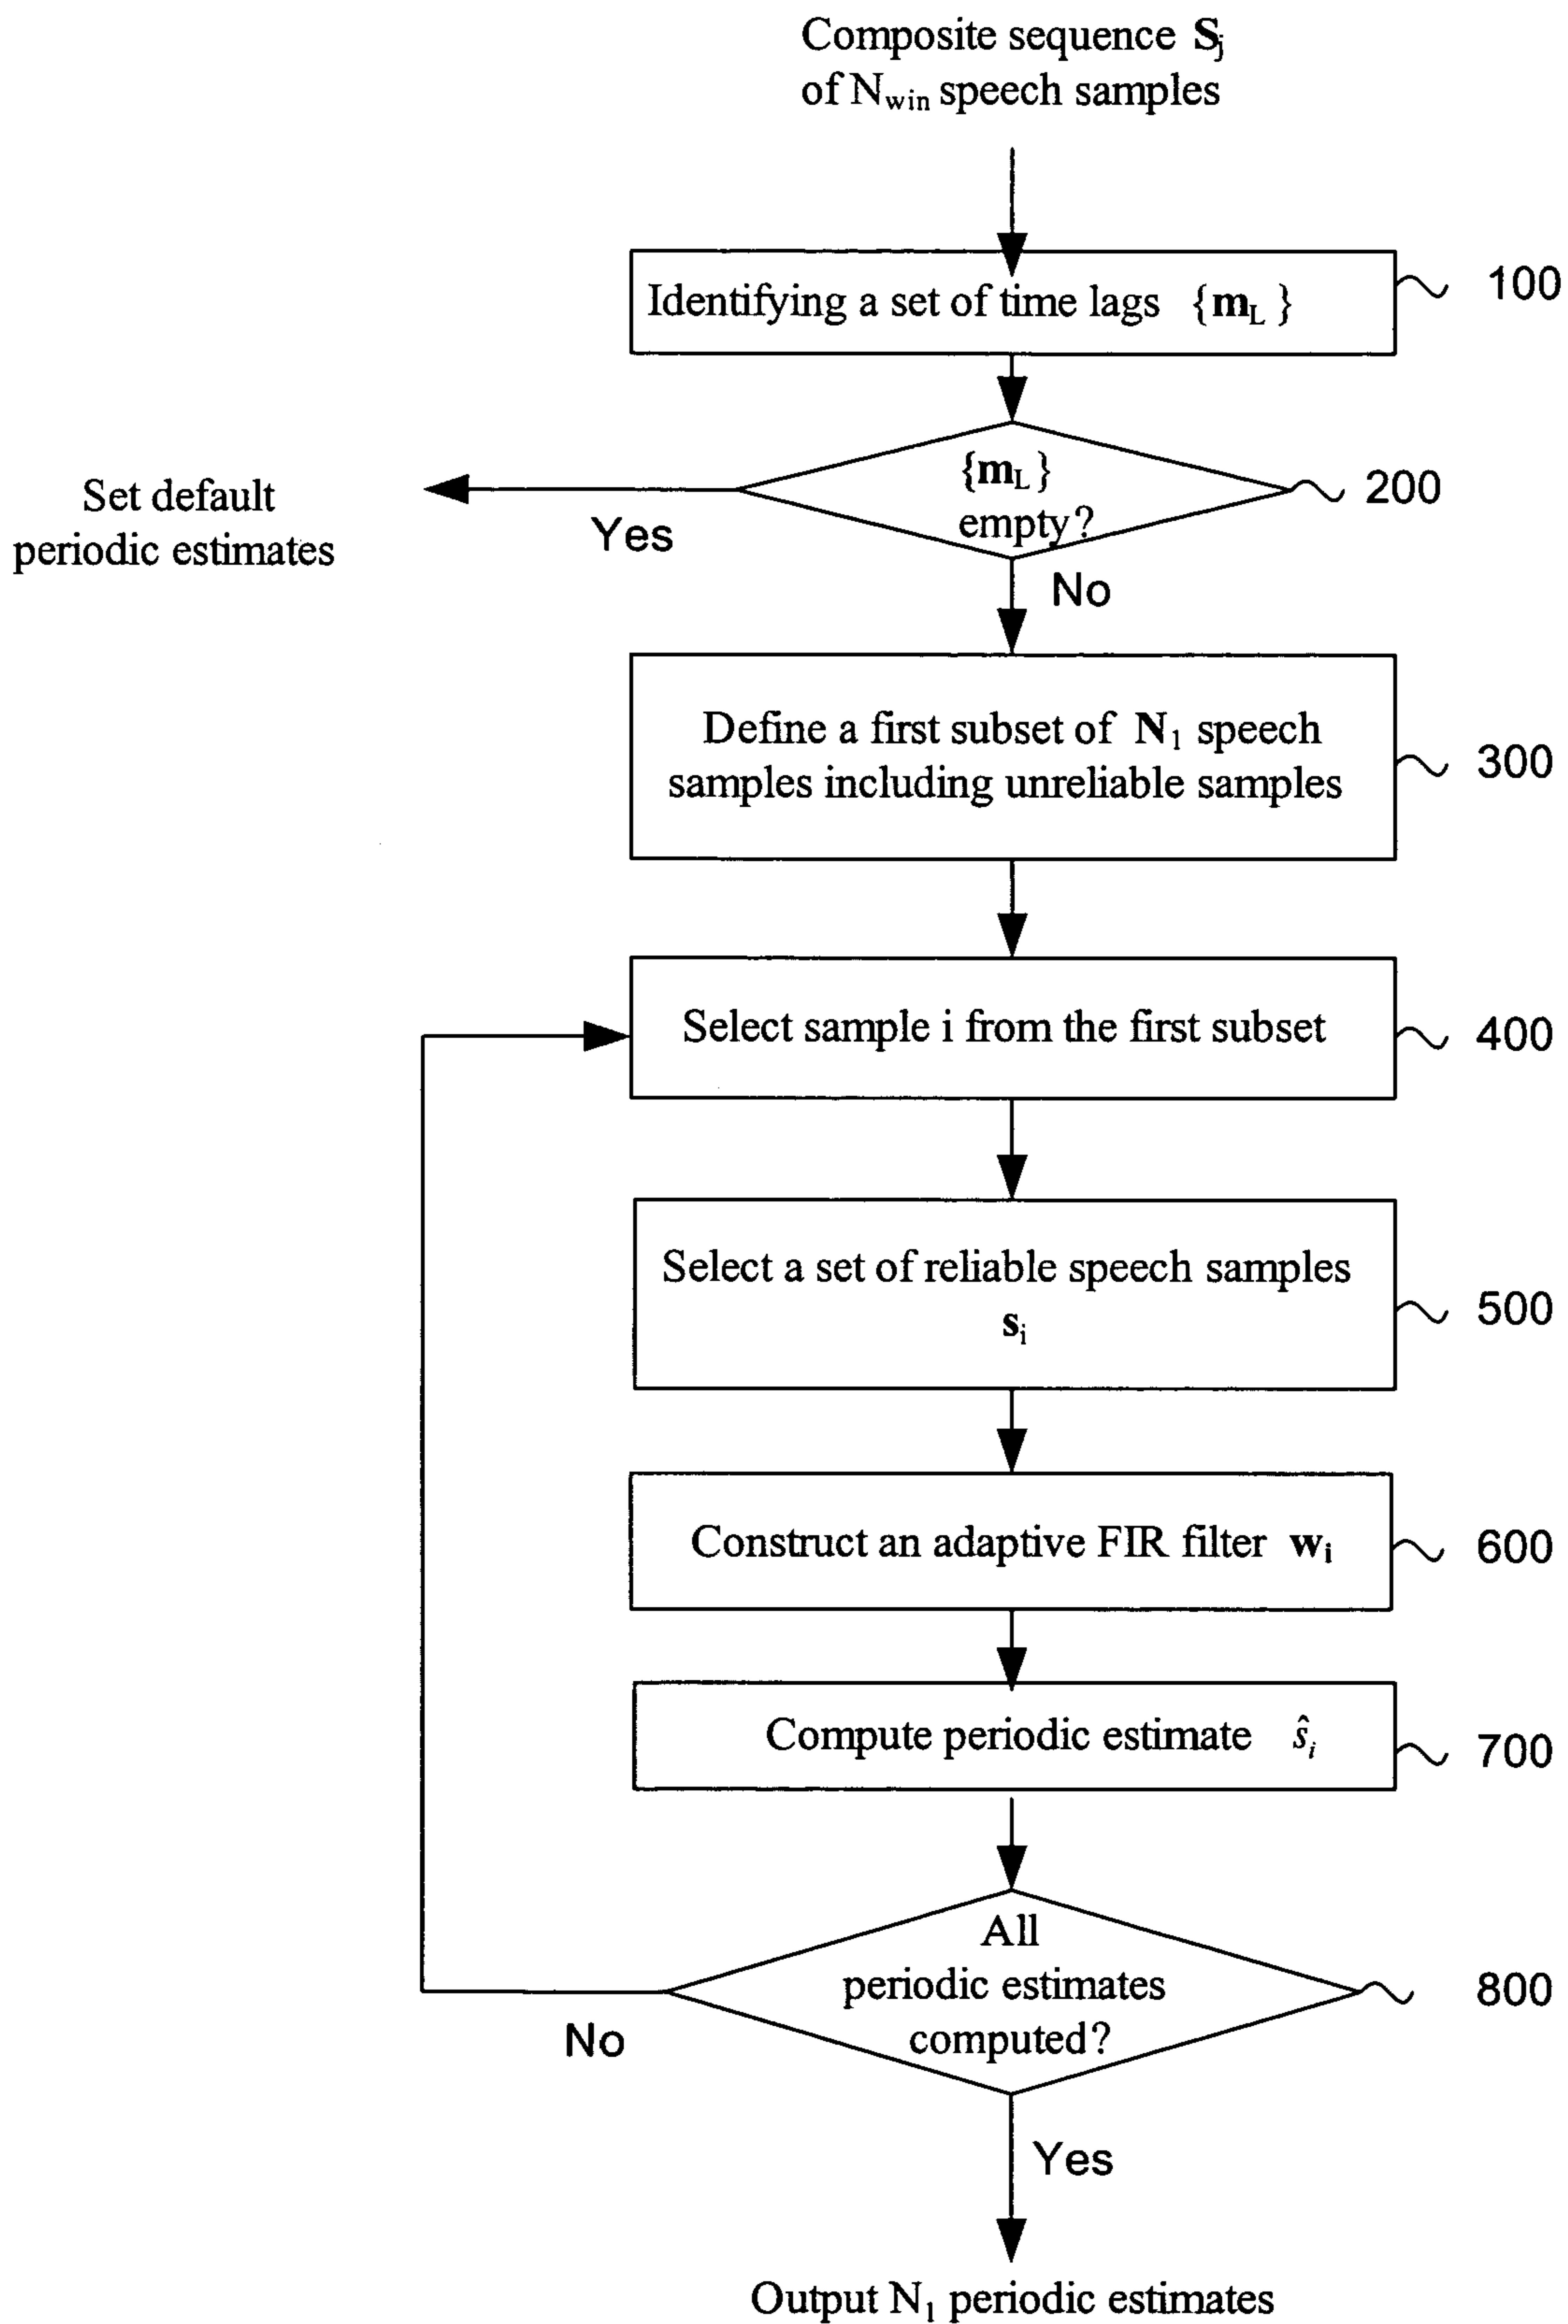 Composite sequence Sj
of Nwin speech samples
Identifying a set of time lags {mL}
100
{mL}
empty?
200
Set default
periodic estimates
Yes
No
Define a first subset of N1 speech
samples including unreliable samples
300
Select sample i from the first subset
400
Select a set of reliable speech samples
si
500
Construct an adaptive FIR filter wi
600
Compute periodic estimate ŝi
700
All
periodic estimates
computed?
800
No
Yes
Output N1 periodic estimates